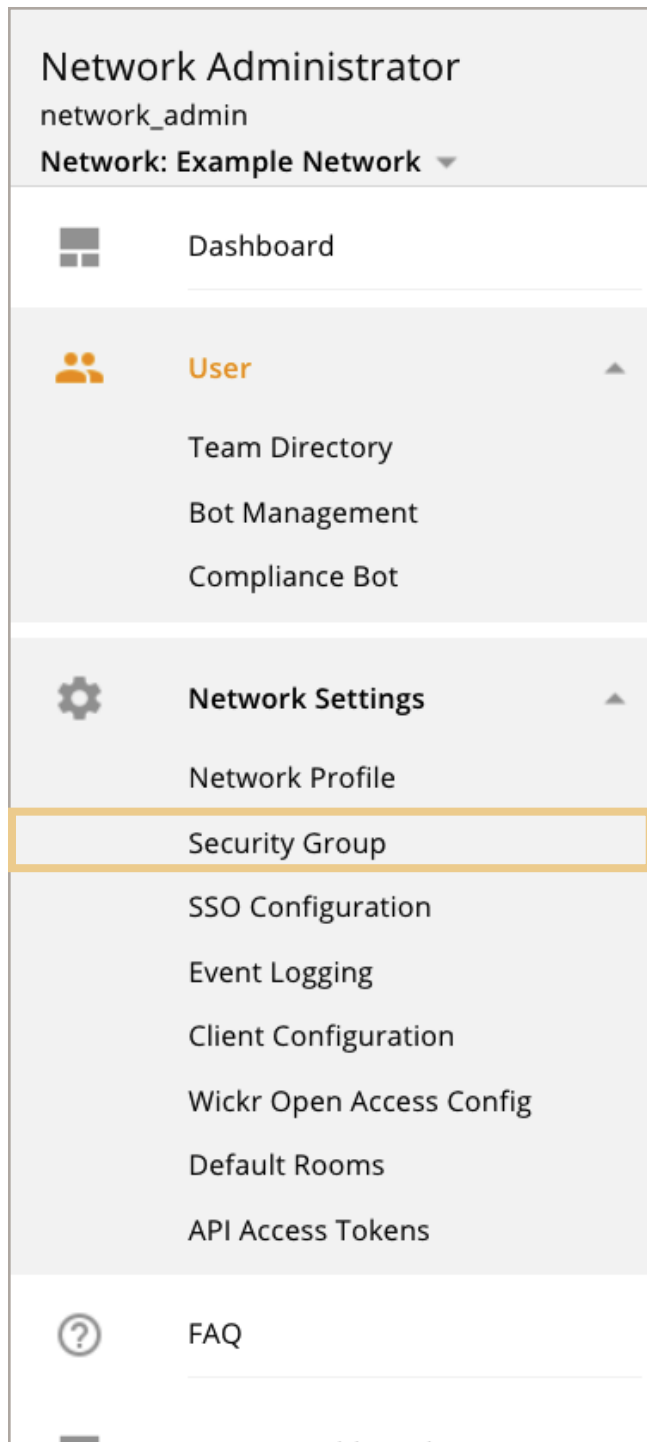 Network Administrator
network_admin
Network: Example Network
Dashboard
User
Team Directory
Bot Management
Compliance Bot
Network Settings
Network Profile
Security Group
SSO Configuration
Event Logging
Client Configuration
Wickr Open Access Config
Default Rooms
API Access Tokens
FAQ